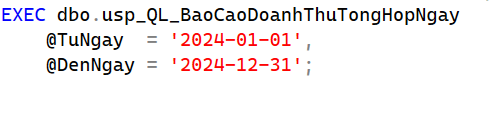 EXEC dbo.usp_QL_BaoCaoDoanhThuTongHopNgay
@TuNgay = '2024-01-01',
@DenNgay = '2024-12-31';